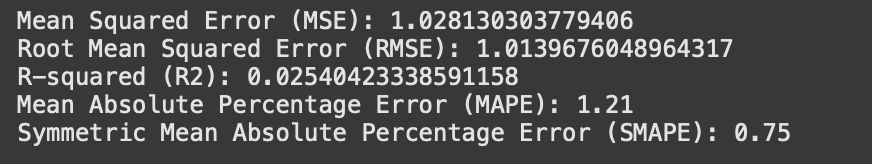 Mean Squared Error (MSE): 1.028130303779406
Root Mean Squared Error (RMSE): 1.0139676048964317
R-squared (R2): 0.02540423338591158
Mean Absolute Percentage Error (MAPE): 1.21
Symmetric Mean Absolute Percentage Error (SMAPE): 0.75